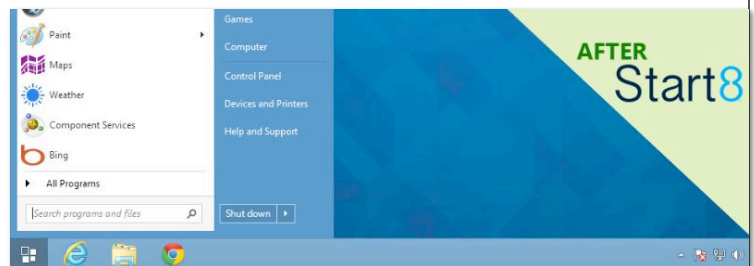 Paint
Maps
Weather
Component Services
Bing
All Programs
Search programs and files
Games
Computer
Control Panel
Devices and Printers
Help and Support
Shut down
AFTER
Start8